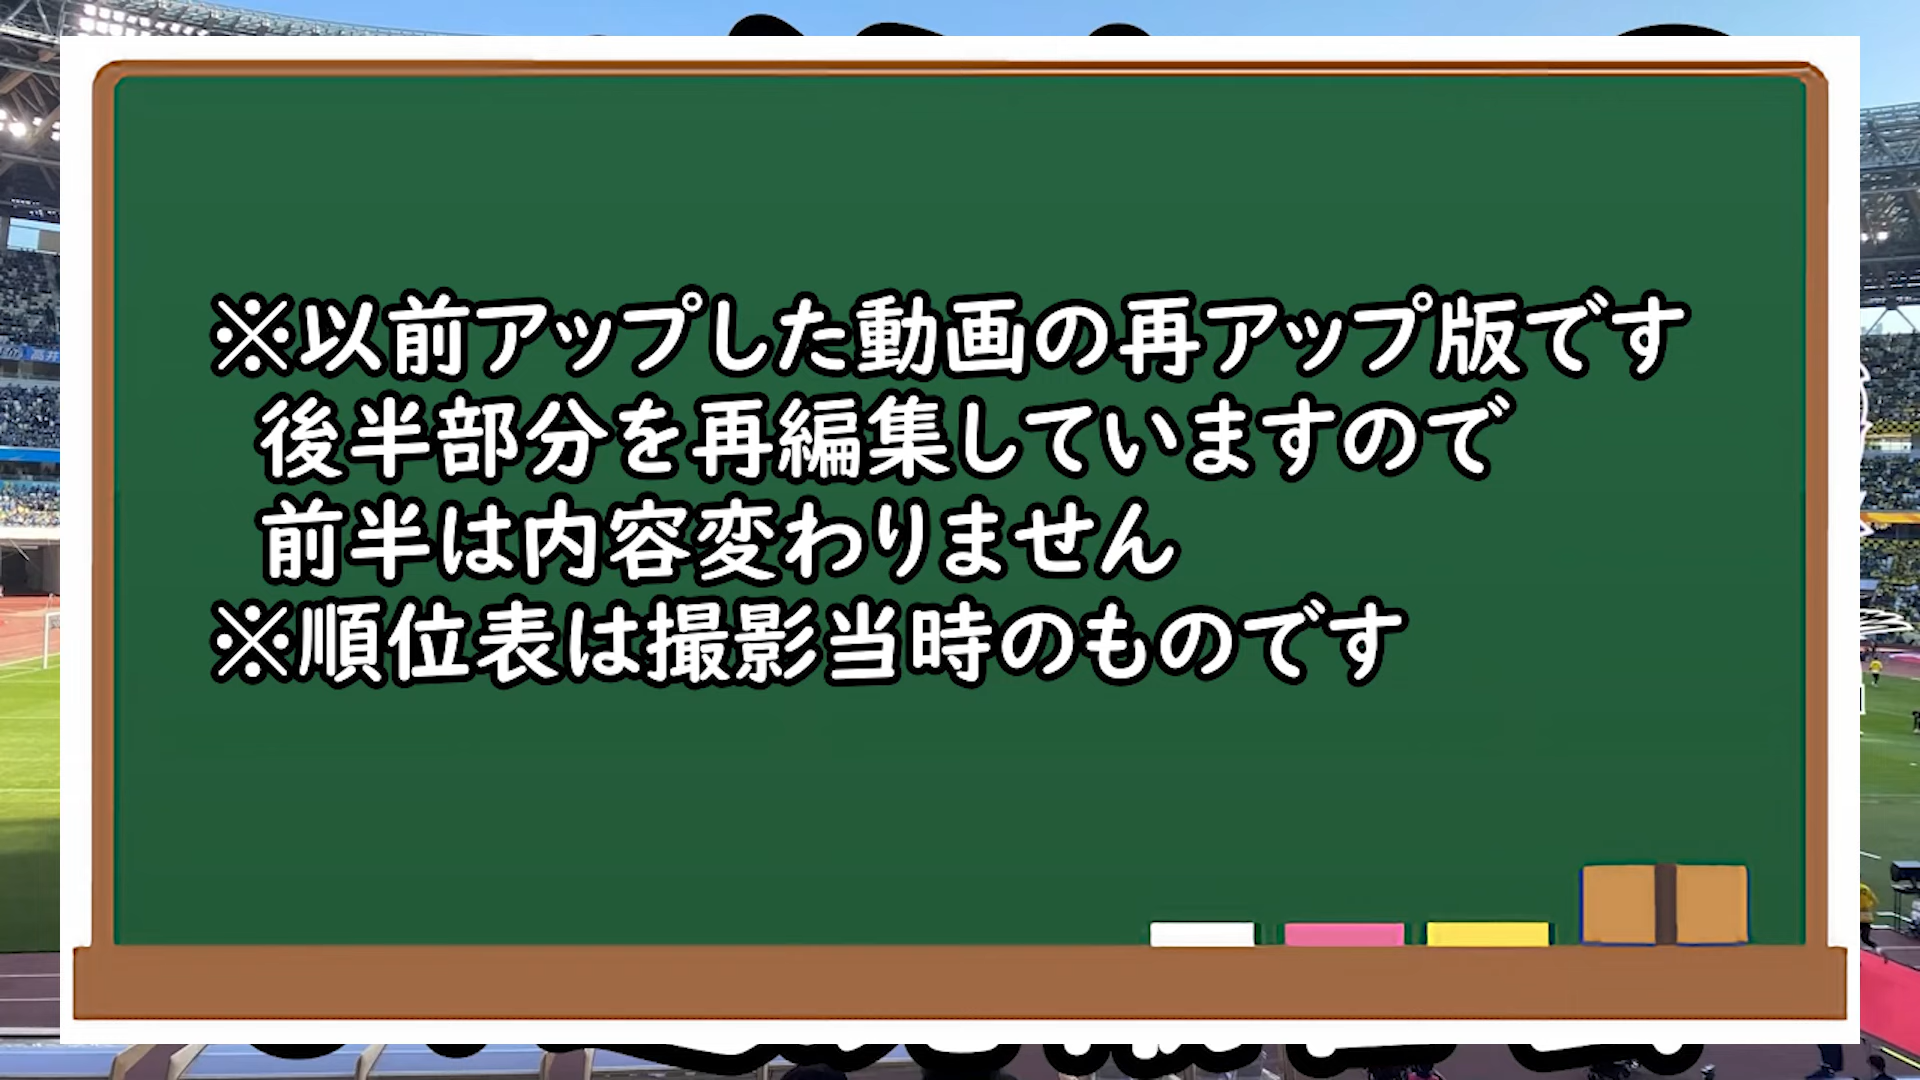 ※以前アップした動画の再アップ版です
後半部分を再編集していますので
前半は内容変わりません
※順位表は撮影当時のものです